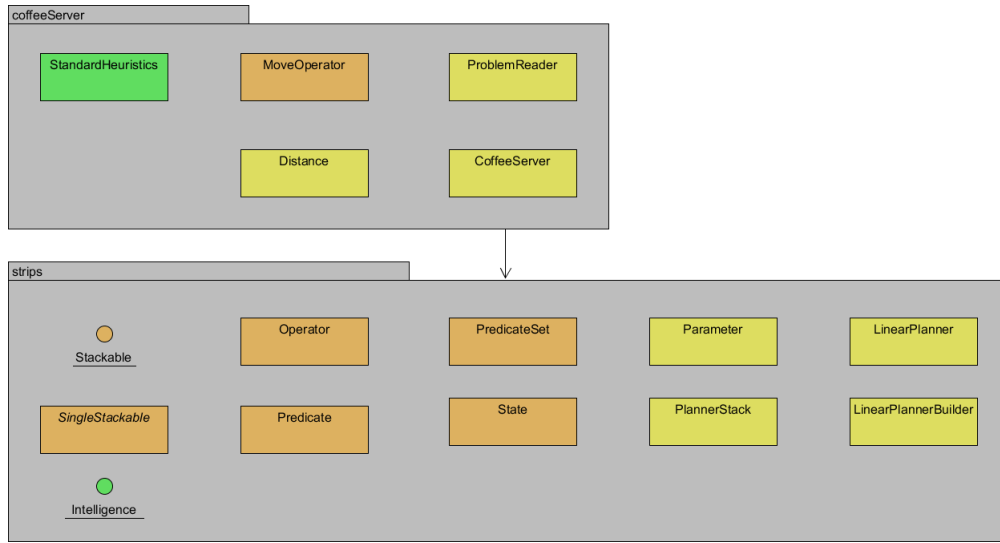 coffeeServer
StandardHeuristics
MoveOperator
ProblemReader
Distance
CoffeeServer
strips
Stackable
Operator
PredicateSet
Parameter
LinearPlanner
SingleStackable
Predicate
State
PlannerStack
LinearPlannerBuilder
Intelligence